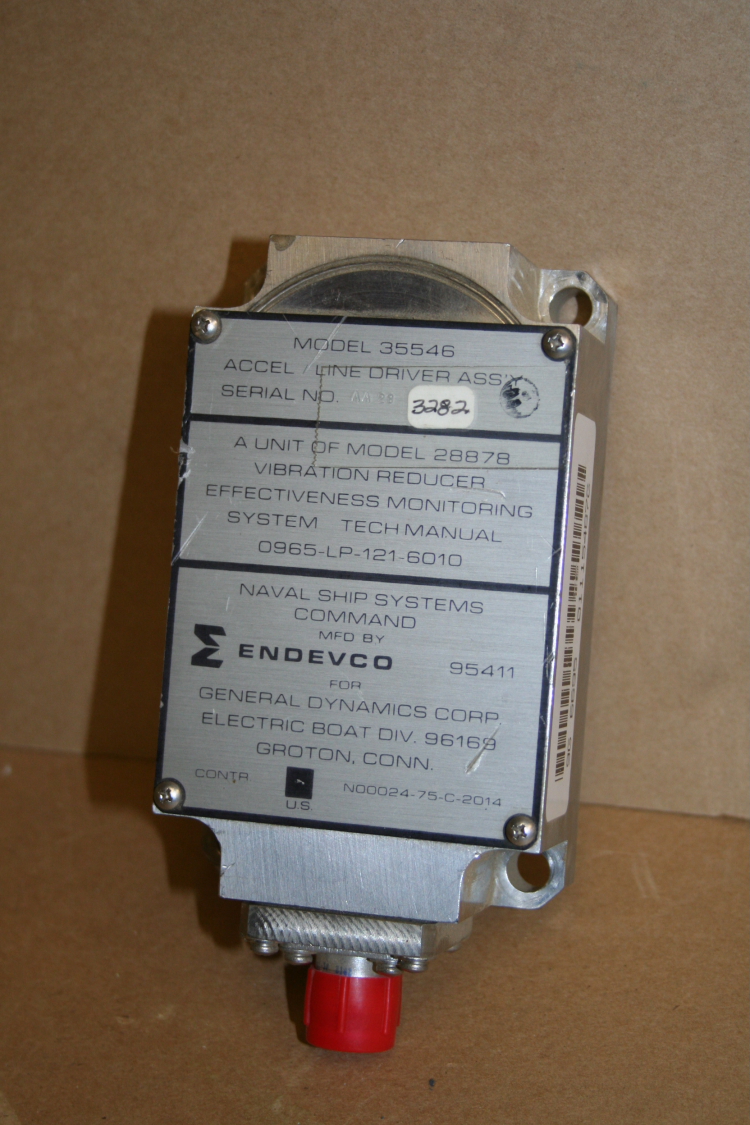 MODEL 35546
ACCEL / LINE DRIVER ASS'Y
SERIAL NO. 3282
A UNIT OF MODEL 28878
VIBRATION REDUCER
EFFECTIVENESS MONITORING
SYSTEM TECH MANUAL
0965-LP-121-6010
NAVAL SHIP SYSTEMS
COMMAND
MFD BY
ENDEVCO 95411
FOR
GENERAL DYNAMICS CORP.
ELECTRIC BOAT DIV. 96169
GROTON, CONN.
CONTR. N00024-75-C-2014
U.S.